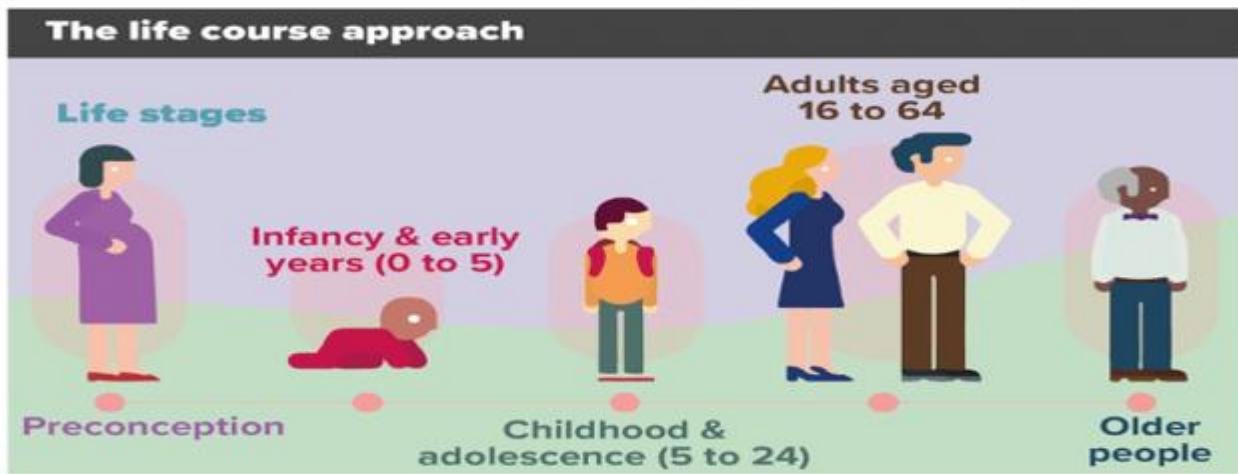 The life course approach
Life stages
Preconception
Infancy & early
years (0 to 5)
Childhood &
adolescence (5 to 24)
Adults aged
16 to 64
Older
people